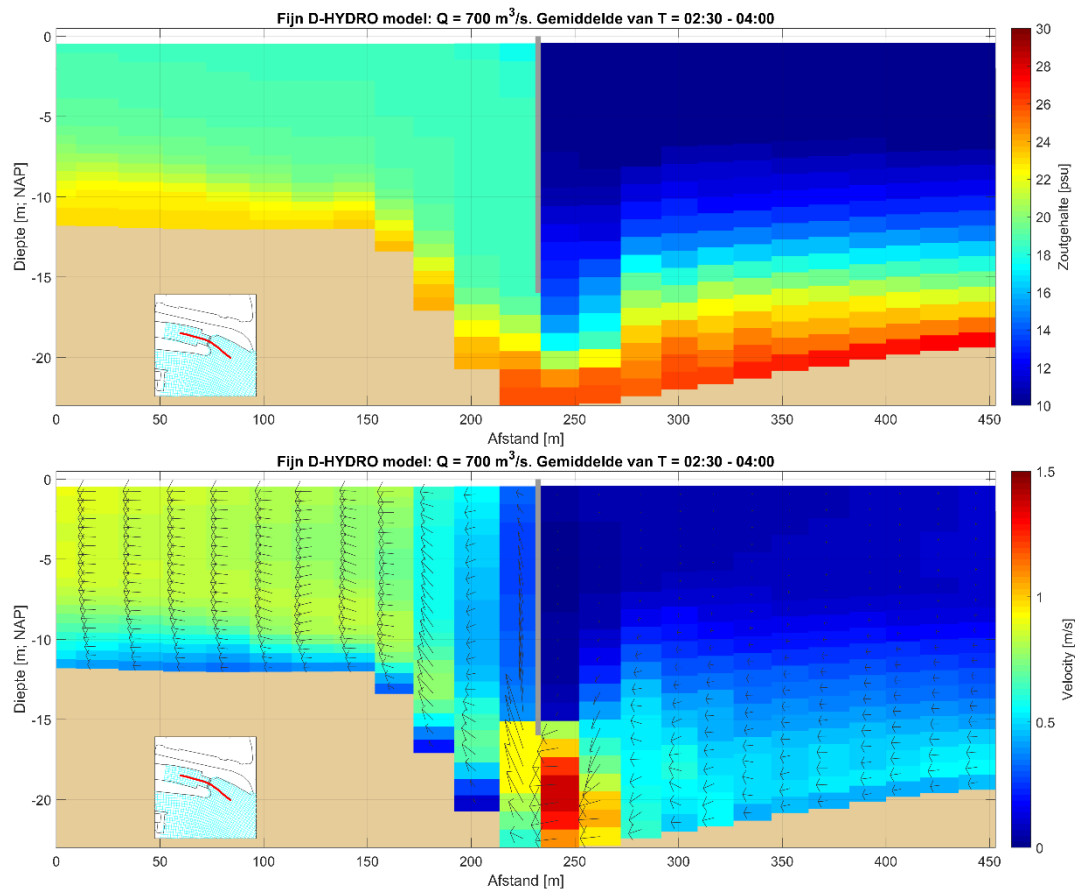 Fijn D-HYDRO model: Q = 700 m³/s. Gemiddelde van T = 02:30 - 04:00
0
-5
-10
-15
-20
Diepte [m; NAP]
0 50 100 150 200 250 300 350 400 450
Afstand [m]
30
28
26
24
22
20
18
16
14
12
10
Zoutgehalte [psu]
Fijn D-HYDRO model: Q = 700 m³/s. Gemiddelde van T = 02:30 - 04:00
0
-5
-10
-15
-20
Diepte [m; NAP]
0 50 100 150 200 250 300 350 400 450
Afstand [m]
1.5
1
0.5
0
Velocity [m/s]